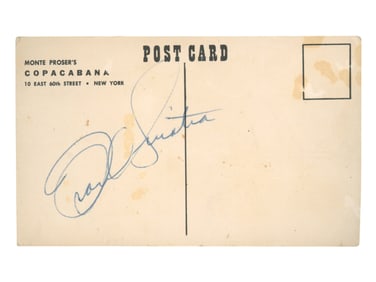 POST CARD
MONTE PROSER'S
COPACABANA
10 EAST 60th STREET • NEW YORK
Frank Sinatra